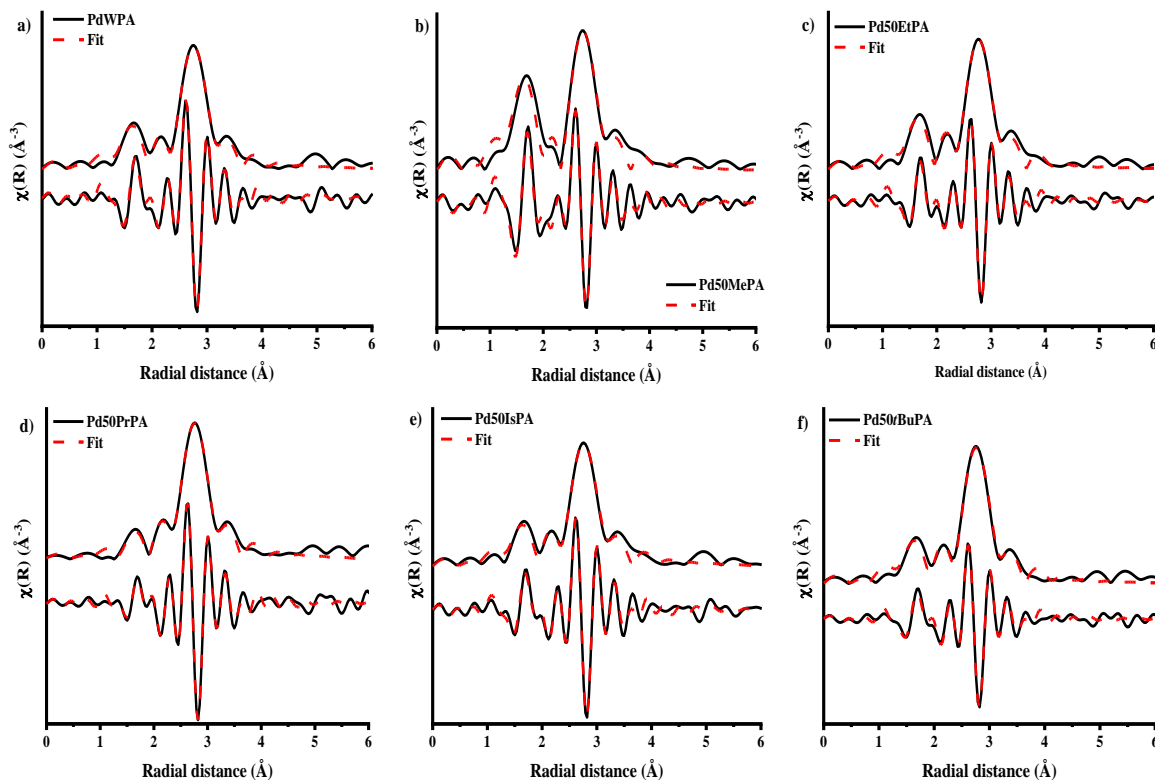 a)
PdWPA
Fit
χ(R) (Å⁻³)
0 1 2 3 4 5 6
Radial distance (Å)
b)
χ(R) (Å⁻³)
Pd50MePA
Fit
0 1 2 3 4 5 6
Radial distance (Å)
c)
Pd50EtPA
Fit
χ(R) (Å⁻³)
0 1 2 3 4 5 6
Radial distance (Å)
d)
Pd50PrPA
Fit
χ(R) (Å⁻³)
0 1 2 3 4 5 6
Radial distance (Å)
e)
Pd50IsPA
Fit
χ(R) (Å⁻³)
0 1 2 3 4 5 6
Radial distance (Å)
f)
Pd50tBuPA
Fit
χ(R) (Å⁻³)
0 1 2 3 4 5 6
Radial distance (Å)